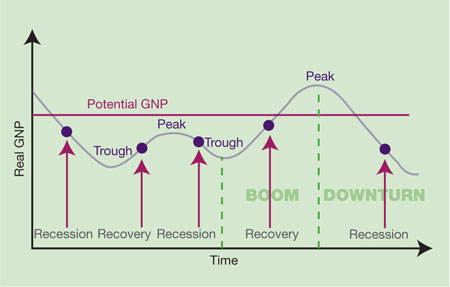 Peak
Potential GNP
Peak
Trough
Trough
Real GNP
BOOM
DOWNTURN
Recession
Recovery
Recession
Recovery
Recession
Time